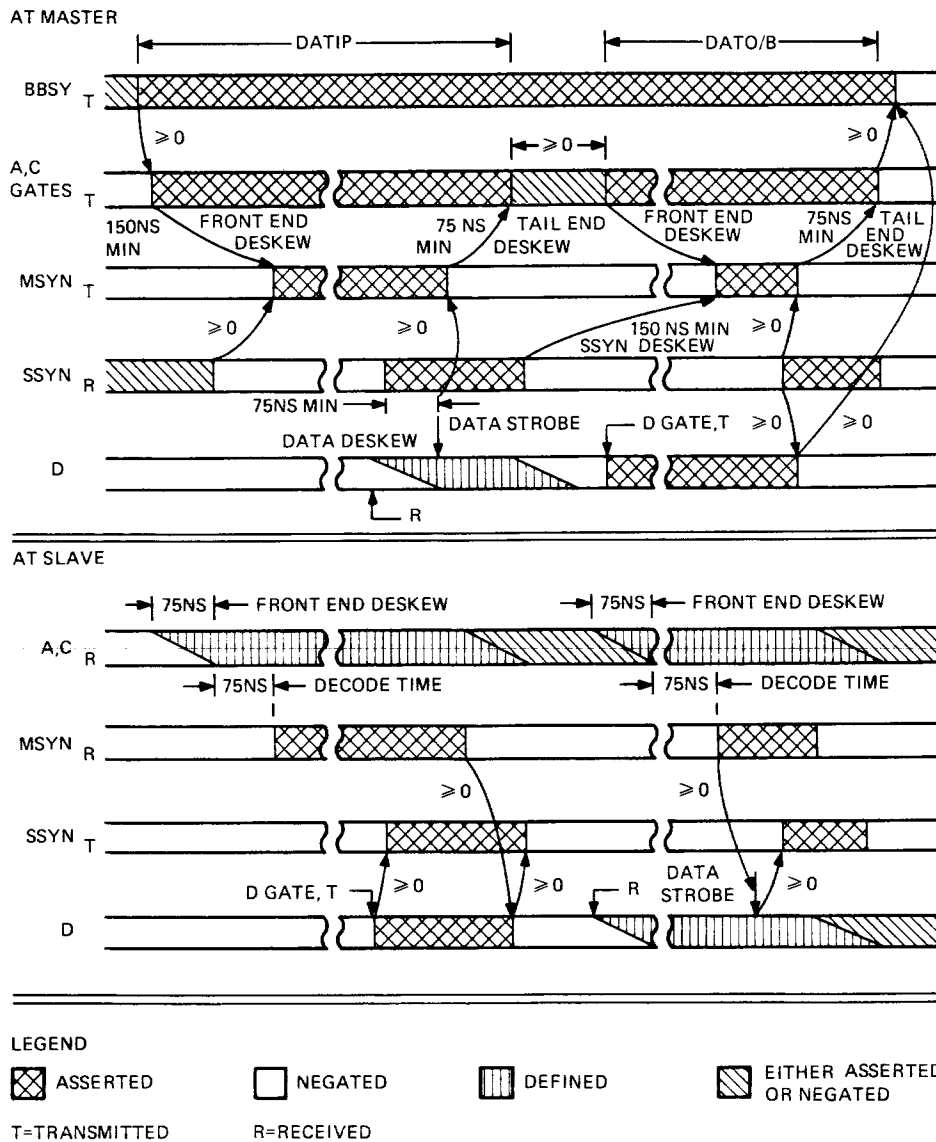 AT MASTER
DATIP
DATO/B
BBSY T
≥0
≥0
A,C
GATES T
≥0
150NS
MIN
FRONT END
DESKEW
75 NS
MIN
TAIL END
DESKEW
FRONT END
DESKEW
75NS
MIN
TAIL
END
DESKEW
MSYN T
≥0
≥0
150 NS MIN
SSYN DESKEW
≥0
SSYN R
75NS MIN
DATA STROBE
D GATE,T
≥0
≥0
DATA DESKEW
D
R
AT SLAVE
75NS
FRONT END DESKEW
75NS
FRONT END DESKEW
A,C R
75NS
DECODE TIME
75NS
DECODE TIME
MSYN R
≥0
≥0
SSYN T
D GATE, T
≥0
≥0
R
DATA
STROBE
≥0
D
LEGEND
ASSERTED
NEGATED
DEFINED
EITHER ASSERTED
OR NEGATED
T=TRANSMITTED
R=RECEIVED